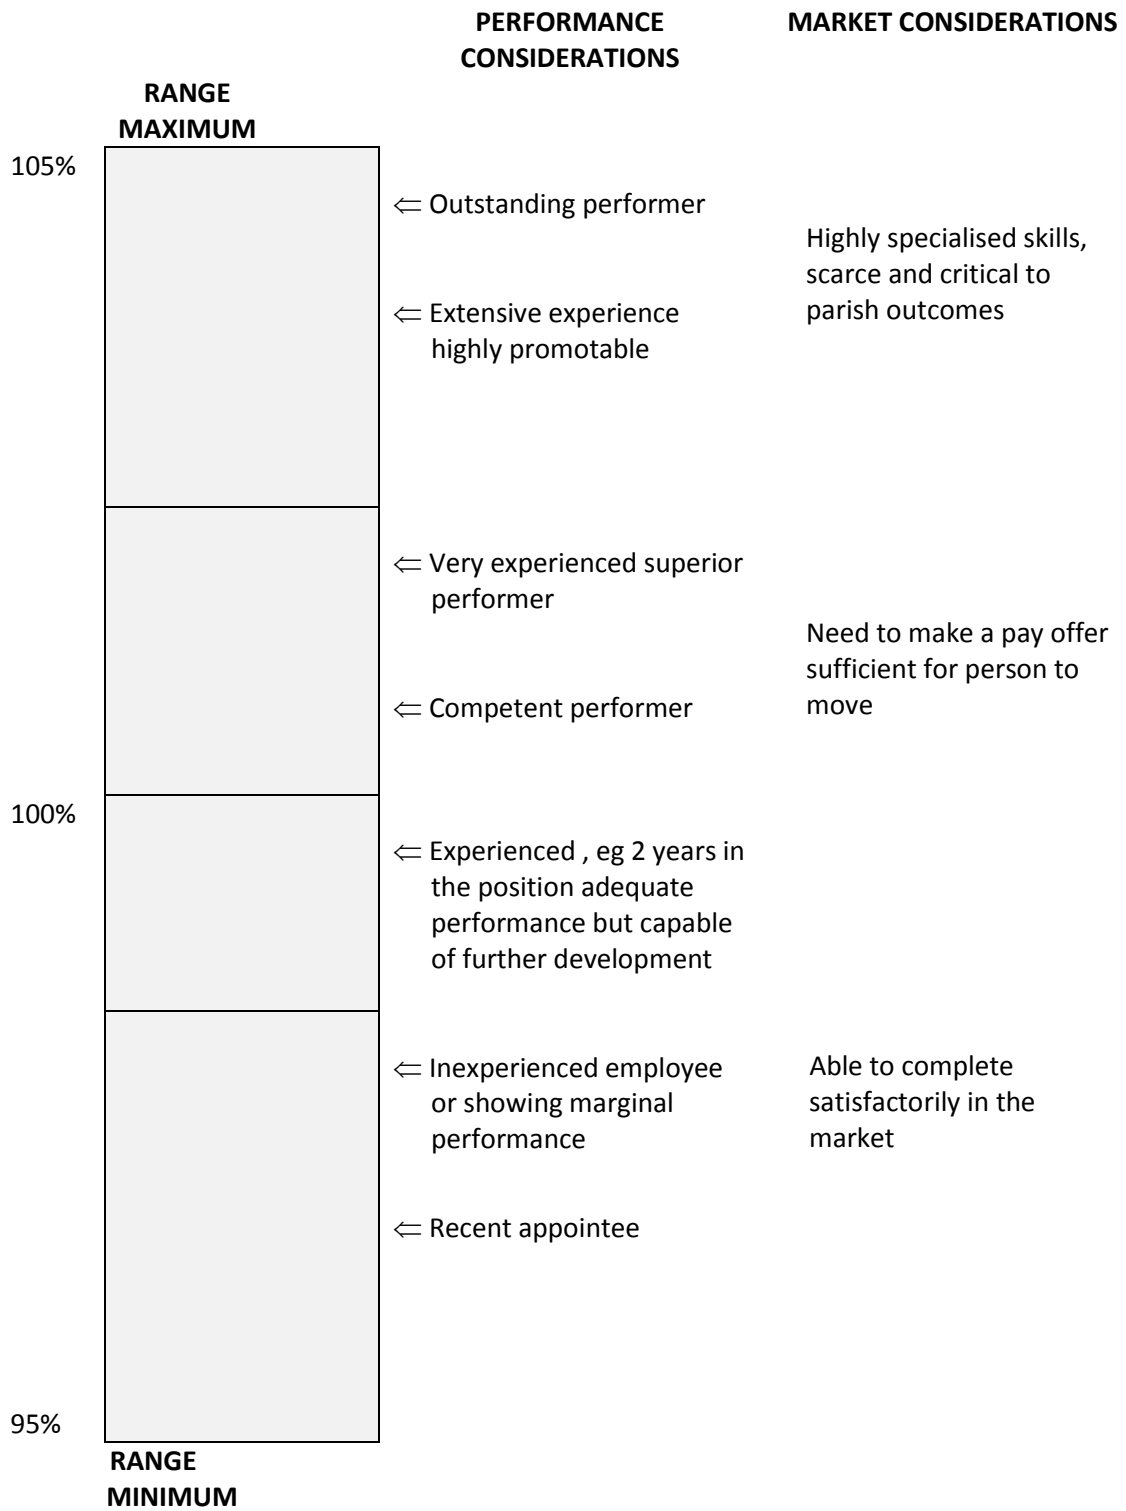 PERFORMANCE
CONSIDERATIONS
MARKET CONSIDERATIONS
RANGE
MAXIMUM
105%
⇐ Outstanding performer
Highly specialised skills,
scarce and critical to
parish outcomes
⇐ Extensive experience
highly promotable
⇐ Very experienced superior
performer
Need to make a pay offer
sufficient for person to
move
⇐ Competent performer
100%
⇐ Experienced , eg 2 years in
the position adequate
performance but capable
of further development
⇐ Inexperienced employee
or showing marginal
performance
Able to complete
satisfactorily in the
market
⇐ Recent appointee
95%
RANGE
MINIMUM